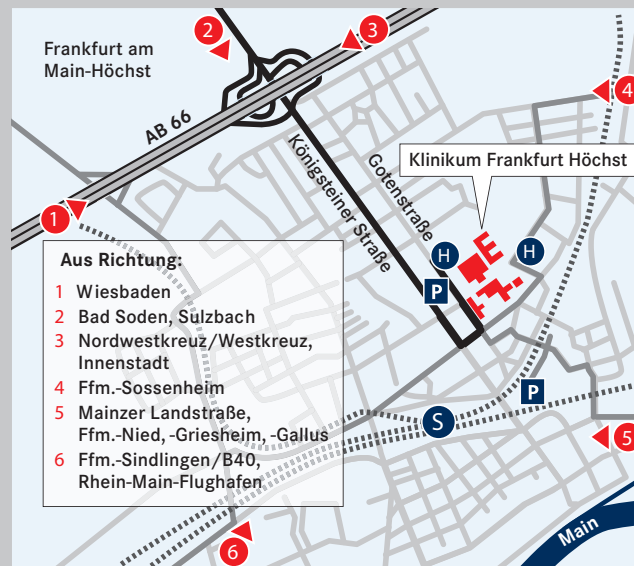 2
3
Frankfurt am
Main-Höchst
4
AB 66
Königsteiner Straße
Gotenstraße
Klinikum Frankfurt Höchst
1
H
H
P
Aus Richtung:
1 Wiesbaden
2 Bad Soden, Sulzbach
3 Nordwestkreuz/Westkreuz,
Innenstadt
4 Ffm.-Sossenheim
5 Mainzer Landstraße,
Ffm.-Nied, -Griesheim, -Gallus
6 Ffm.-Sindlingen/B40,
Rhein-Main-Flughafen
P
S
5
6
Main